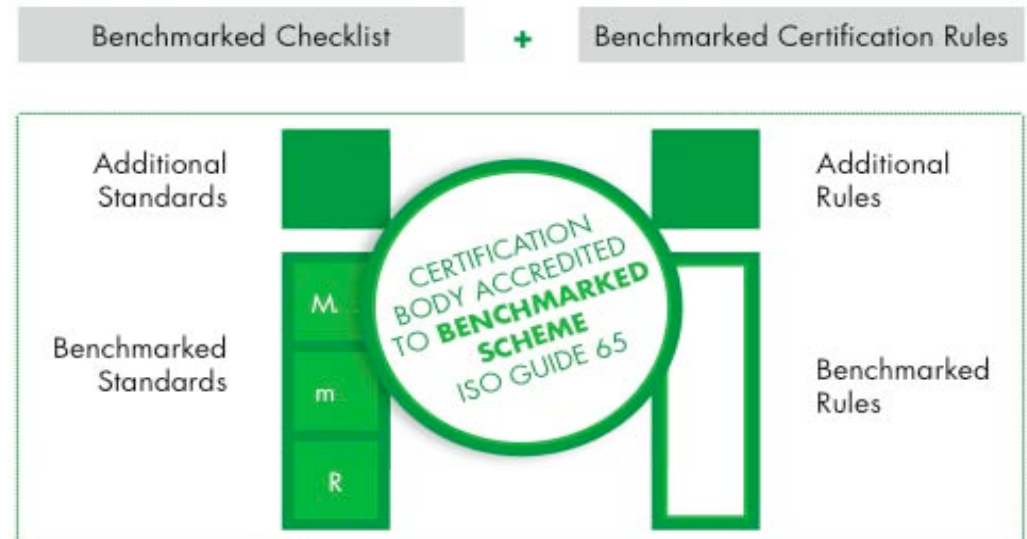 Benchmarked Checklist + Benchmarked Certification Rules
Additional
Standards
CERTIFICATION
BODY ACCREDITED
TO BENCHMARKED
SCHEME
ISO GUIDE 65
Additional
Rules
M
m
R
Benchmarked
Standards
Benchmarked
Rules